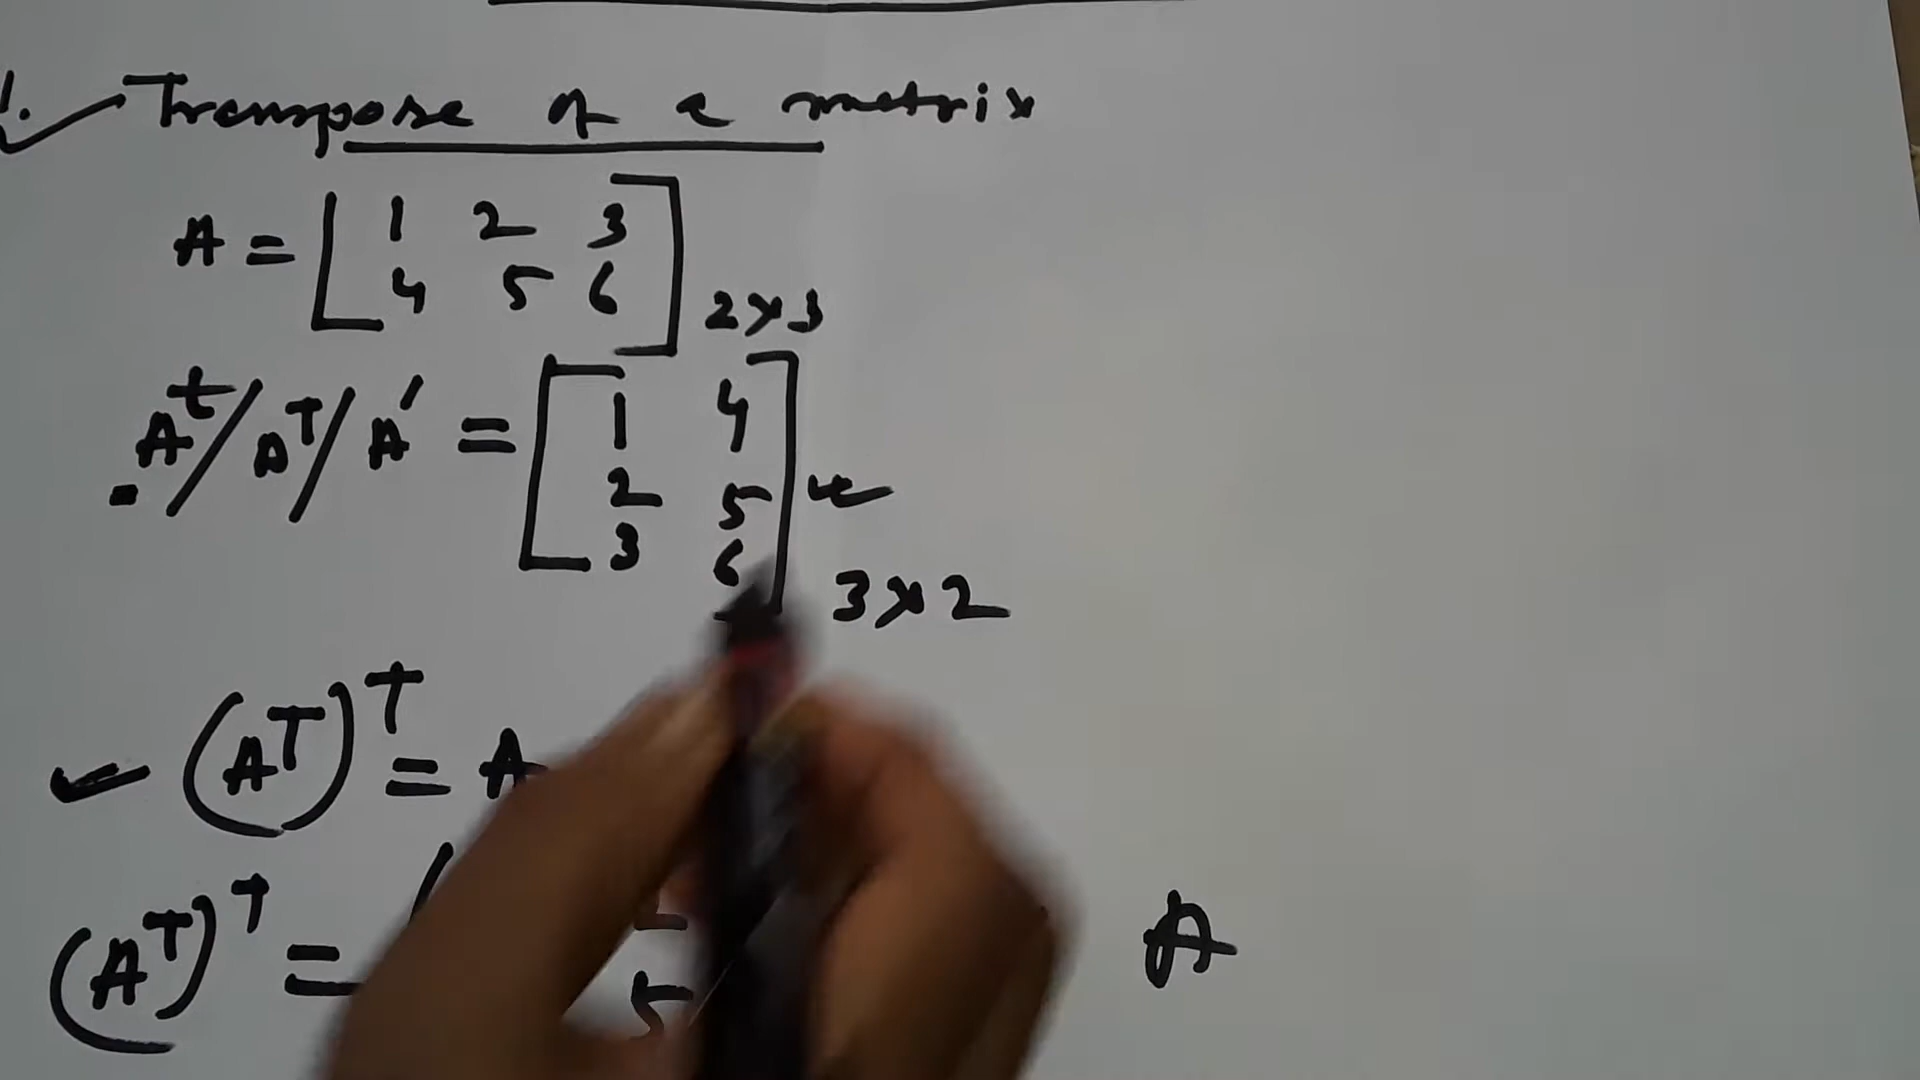 1. Transpose of a matrix
A = [ 1 2 3
4 5 6 ] 2×3
A^t / A^T / A' = [ 1 4
2 5
3 6 ] 3×2
(A^T)^T = A
(A^T)^T = 5 A